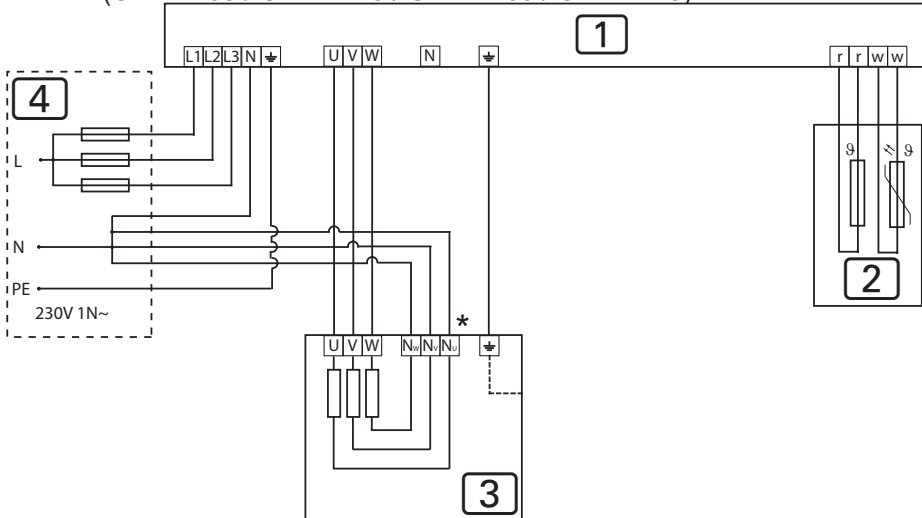 1
L1 L2 L3 N ⏚ U V W N ⏚ r r w w
4
L
ϑ ϑ
N
2
PE
230V 1N~
*
U V W Nw Nv Nu ⏚
3